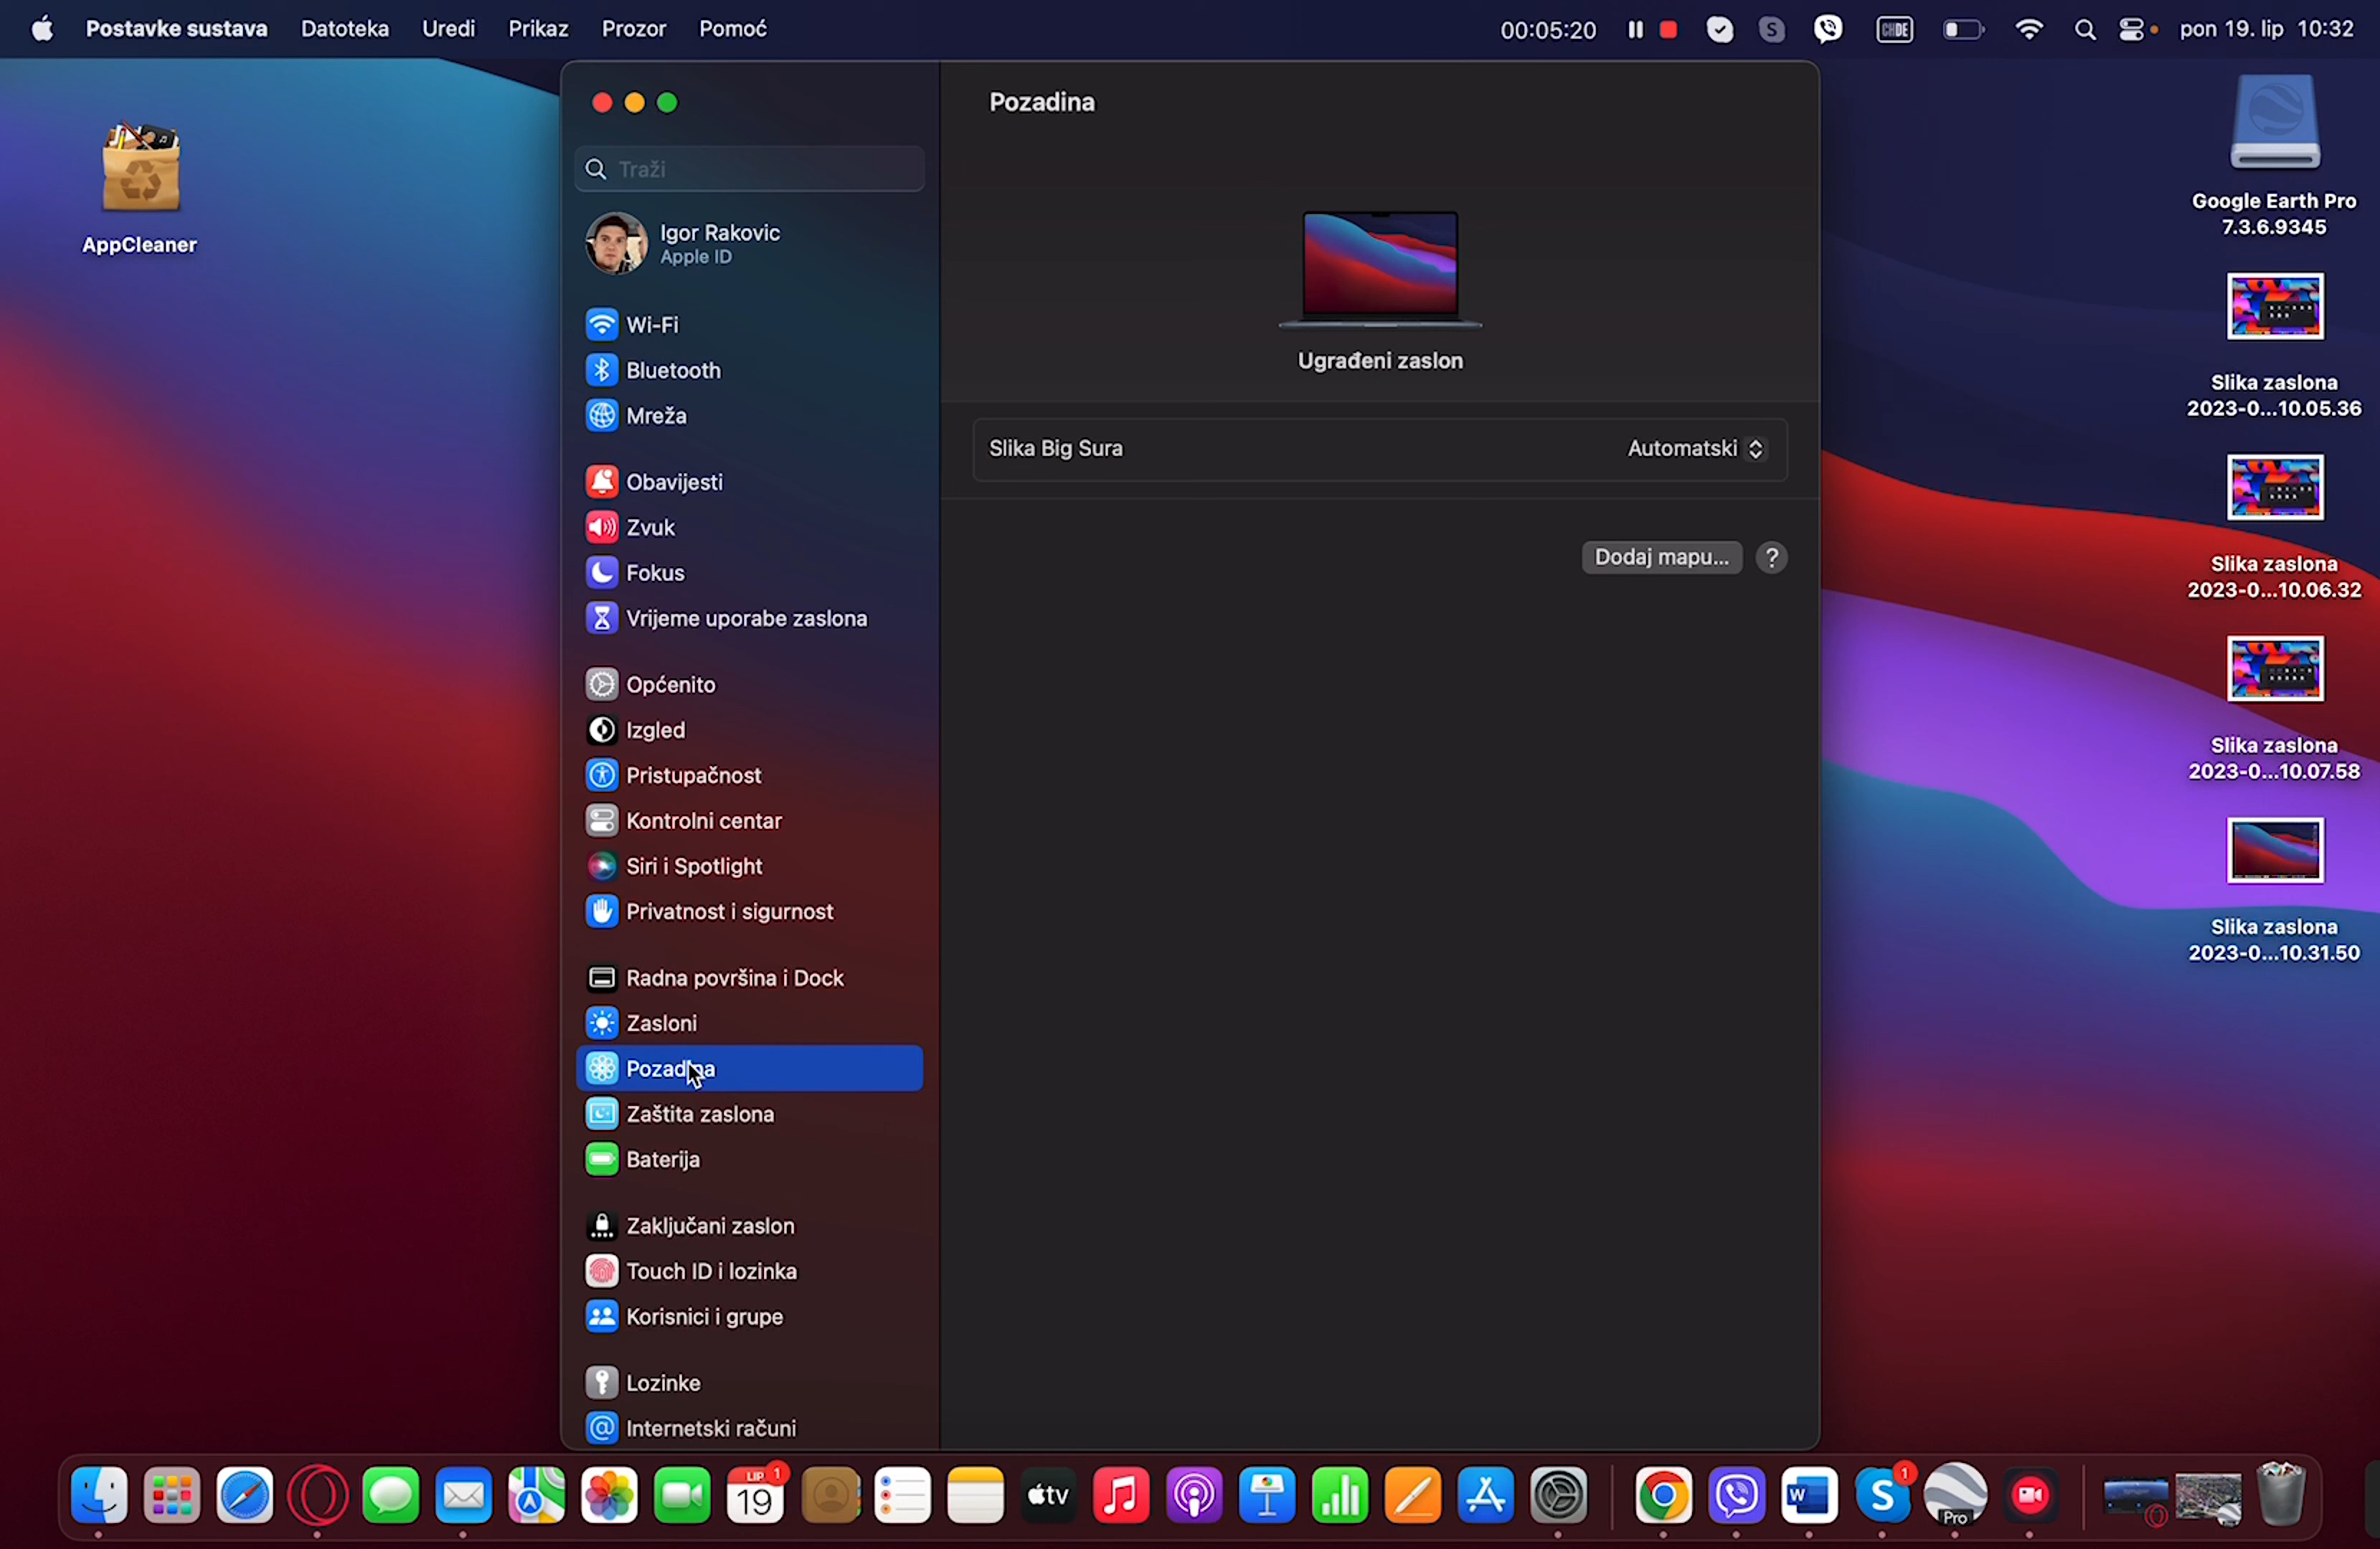 Postavke sustava Datoteka Uredi Prikaz Prozor Pomoć
00:05:20 S CHDE pon 19. lip 10:32
AppCleaner
Traži
Igor Rakovic
Apple ID
Wi-Fi
Bluetooth
Mreža
Obavijesti
Zvuk
Fokus
Vrijeme uporabe zaslona
Općenito
Izgled
Pristupačnost
Kontrolni centar
Siri i Spotlight
Privatnost i sigurnost
Radna površina i Dock
Zasloni
Pozadina
Zaštita zaslona
Baterija
Zaključani zaslon
Touch ID i lozinka
Korisnici i grupe
Lozinke
Internetski računi
Pozadina
Ugrađeni zaslon
Slika Big Sura Automatski
Dodaj mapu... ?
Google Earth Pro
7.3.6.9345
Slika zaslona
2023-0...10.05.36
Slika zaslona
2023-0...10.06.32
Slika zaslona
2023-0...10.07.58
Slika zaslona
2023-0...10.31.50
LIP 1
19
tv
W
S 1
Pro